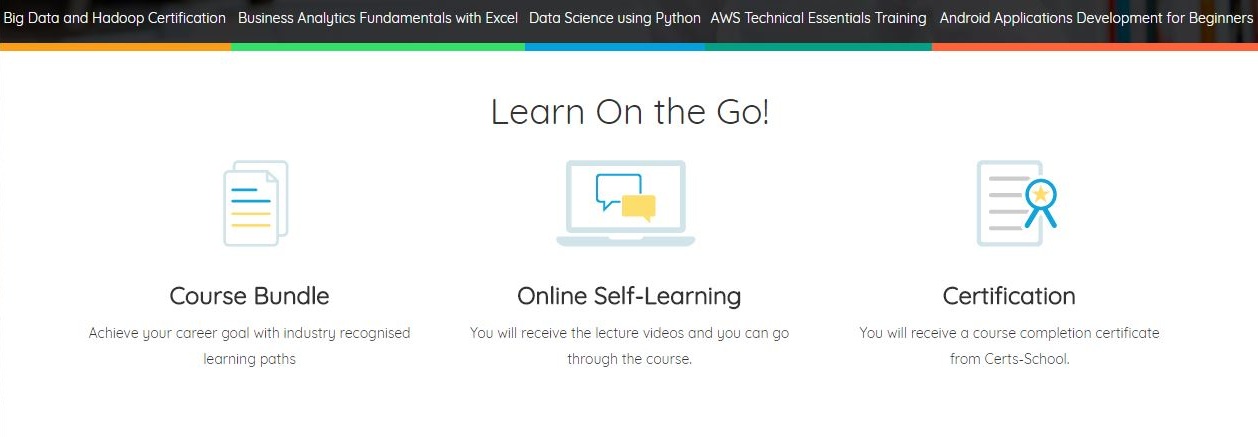 Big Data and Hadoop Certification Business Analytics Fundamentals with Excel Data Science using Python AWS Technical Essentials Training Android Applications Development for Beginners
Learn On the Go!
Course Bundle
Achieve your career goal with industry recognised
learning paths
Online Self-Learning
You will receive the lecture videos and you can go
through the course.
Certification
You will receive a course completion certificate
from Certs-School.